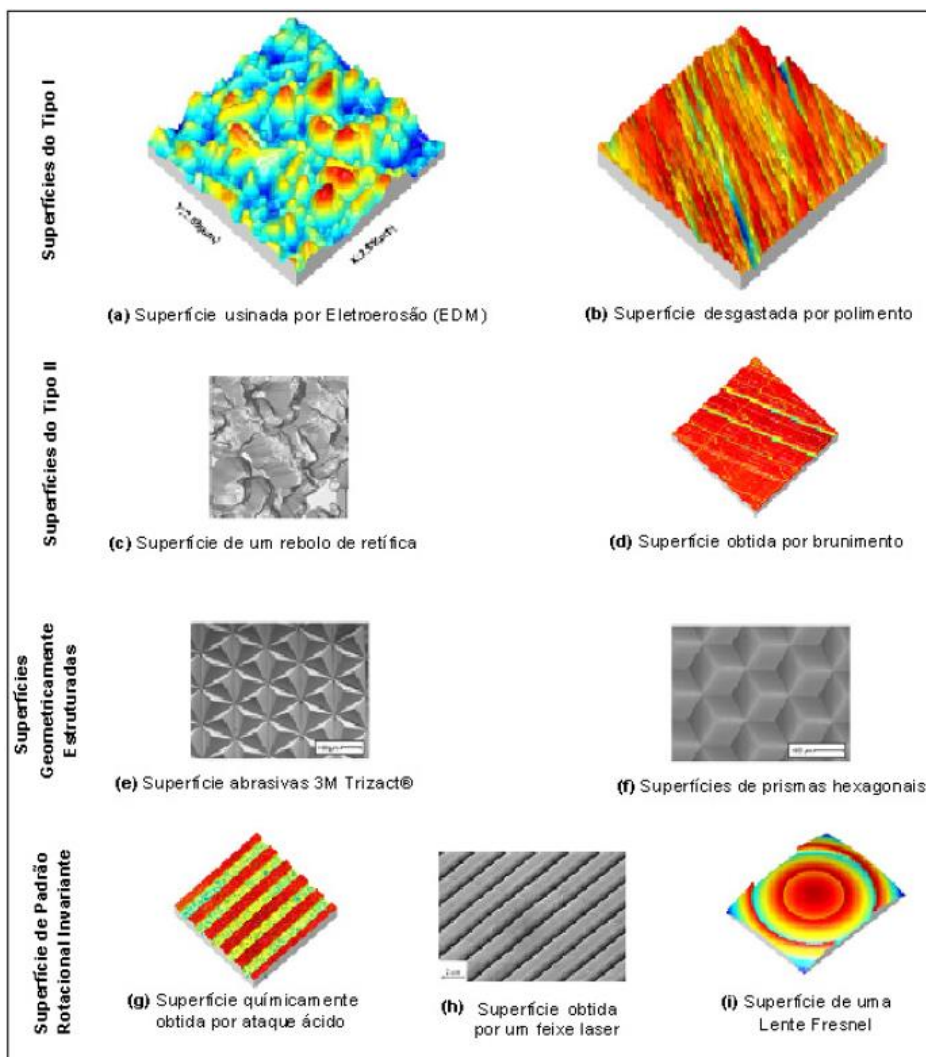 Superfícies do Tipo I
(a) Superfície usinada por Eletroerosão (EDM)
(b) Superfície desgastada por polimento
Superfícies do Tipo II
(c) Superfície de um rebolo de retífica
(d) Superfície obtida por brunimento
Superfícies
Geometricamente
Estruturadas
(e) Superfície abrasivas 3M Trizact®
(f) Superfícies de prismas hexagonais
Superfície de Padrão
Rotacional Invariante
(g) Superfície químicamente
obtida por ataque ácido
(h) Superfície obtida
por um feixe laser
(i) Superfície de uma
Lente Fresnel